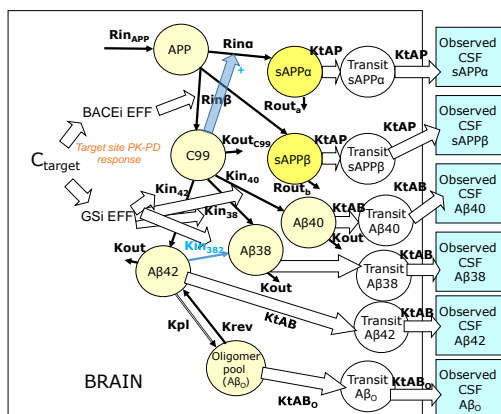 Rin_APP
APP
Rinα
sAPPα
KtAP
Transit
sAPPα
KtAP
Observed
CSF
sAPPα
+
Rinβ
Rout_a
BACEi EFF
Target site PK-PD
response
C_target
C99
Kout_C99
sAPPβ
KtAP
Transit
sAPPβ
KtAP
Observed
CSF
sAPPβ
Rout_b
Kin_42
Kin_40
GSi EFF
Kin_38
Aβ40
KtAB
Transit
Aβ40
KtAB
Observed
CSF
Aβ40
Kout
Kin_382
Kout
Aβ42
Aβ38
Kout
Transit
Aβ38
KtAB
Observed
CSF
Aβ38
KtAB
Transit
Aβ42
KtAB
Observed
CSF
Aβ42
Kpl
Krev
Oligomer
pool
(Aβ_O)
KtAB_O
Transit
Aβ_O
KtAB_O
Observed
CSF
Aβ_O
BRAIN